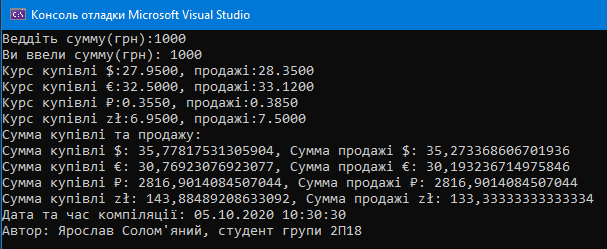 Консоль отладки Microsoft Visual Studio
Веддіть сумму(грн):1000
Ви ввели сумму(грн): 1000
Курс купівлі $:27.9500, продажі:28.3500
Курс купівлі €:32.5000, продажі:33.1200
Курс купівлі ₽:0.3550, продажі:0.3850
Курс купівлі zł:6.9500, продажі:7.5000
Сумма купівлі та продажу:
Сумма купівлі $: 35,77817531305904, Сумма продажі $: 35,273368606701936
Сумма купівлі €: 30,76923076923077, Сумма продажі €: 30,193236714975846
Сумма купівлі ₽: 2816,9014084507044, Сумма продажі ₽: 2816,9014084507044
Сумма купівлі zł: 143,88489208633092, Сумма продажі zł: 133,33333333333334
Дата та час компіляції: 05.10.2020 10:30:30
Автор: Ярослав Солом'яний, студент групи 2П18